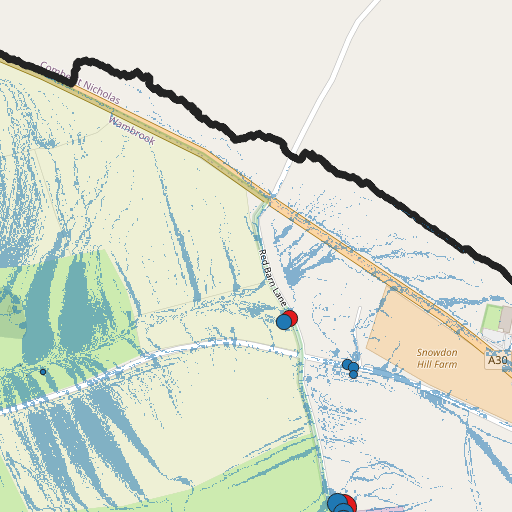 Combe St Nicholas
Wambrook
Red Barn Lane
Snowdon
Hill Farm
A30